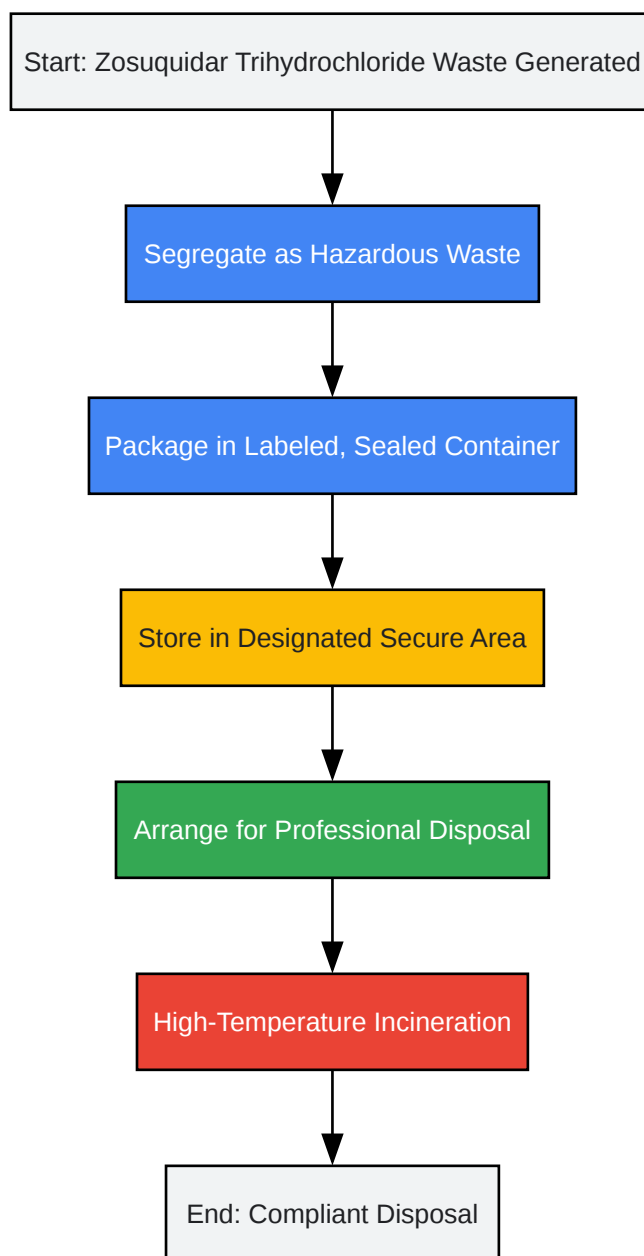 Start: Zosuquidar Trihydrochloride Waste Generated
Segregate as Hazardous Waste
Package in Labeled, Sealed Container
Store in Designated Secure Area
Arrange for Professional Disposal
High-Temperature Incineration
End: Compliant Disposal